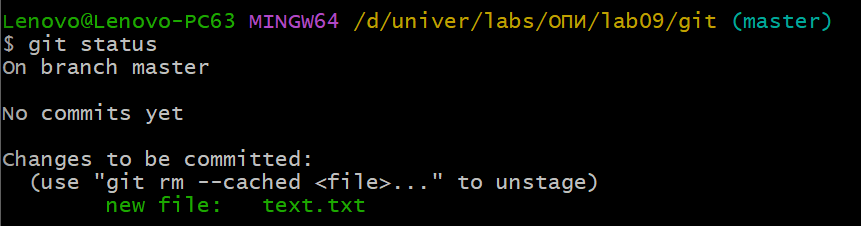 Lenovo@Lenovo-PC63 MINGW64 /d/univer/labs/ОПИ/lab09/git (master)
$ git status
On branch master
No commits yet
Changes to be committed:
(use "git rm --cached <file>..." to unstage)
new file: text.txt